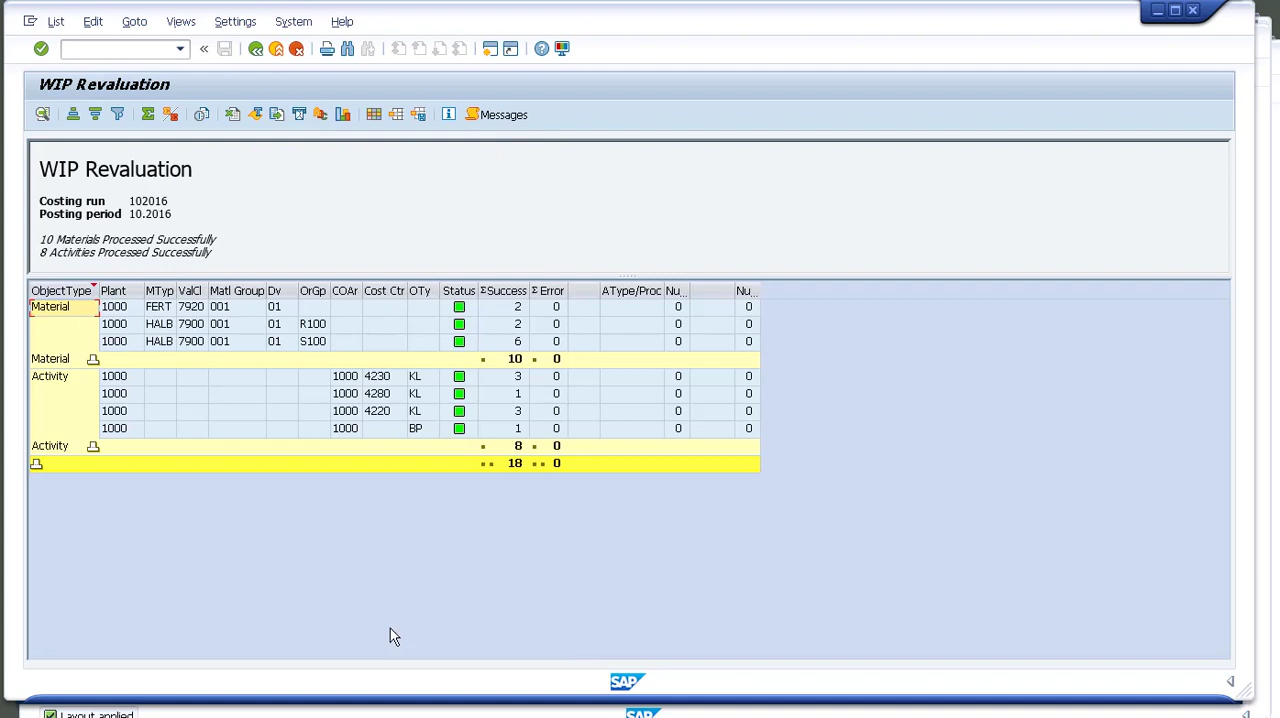 List Edit Goto Views Settings System Help
WIP Revaluation
Messages
WIP Revaluation
Costing run 102016
Posting period 10.2016
10 Materials Processed Successfully
8 Activities Processed Successfully
ObjectType Plant MTyp ValCl Matl Group Dv OrGp COAr Cost Ctr OTy Status ΣSuccess Σ Error AType/Proc Nu... Nu...
Material 1000 FERT 7920 001 01 2 0 0 0
1000 HALB 7900 001 01 R100 2 0 0 0
1000 HALB 7900 001 01 S100 6 0 0 0
Material 10 0
Activity 1000 1000 4230 KL 3 0 0 0
1000 1000 4280 KL 1 0 0 0
1000 1000 4220 KL 3 0 0 0
1000 1000 BP 1 0 0 0
Activity 8 0
18 0
SAP
Layout applied
SAP